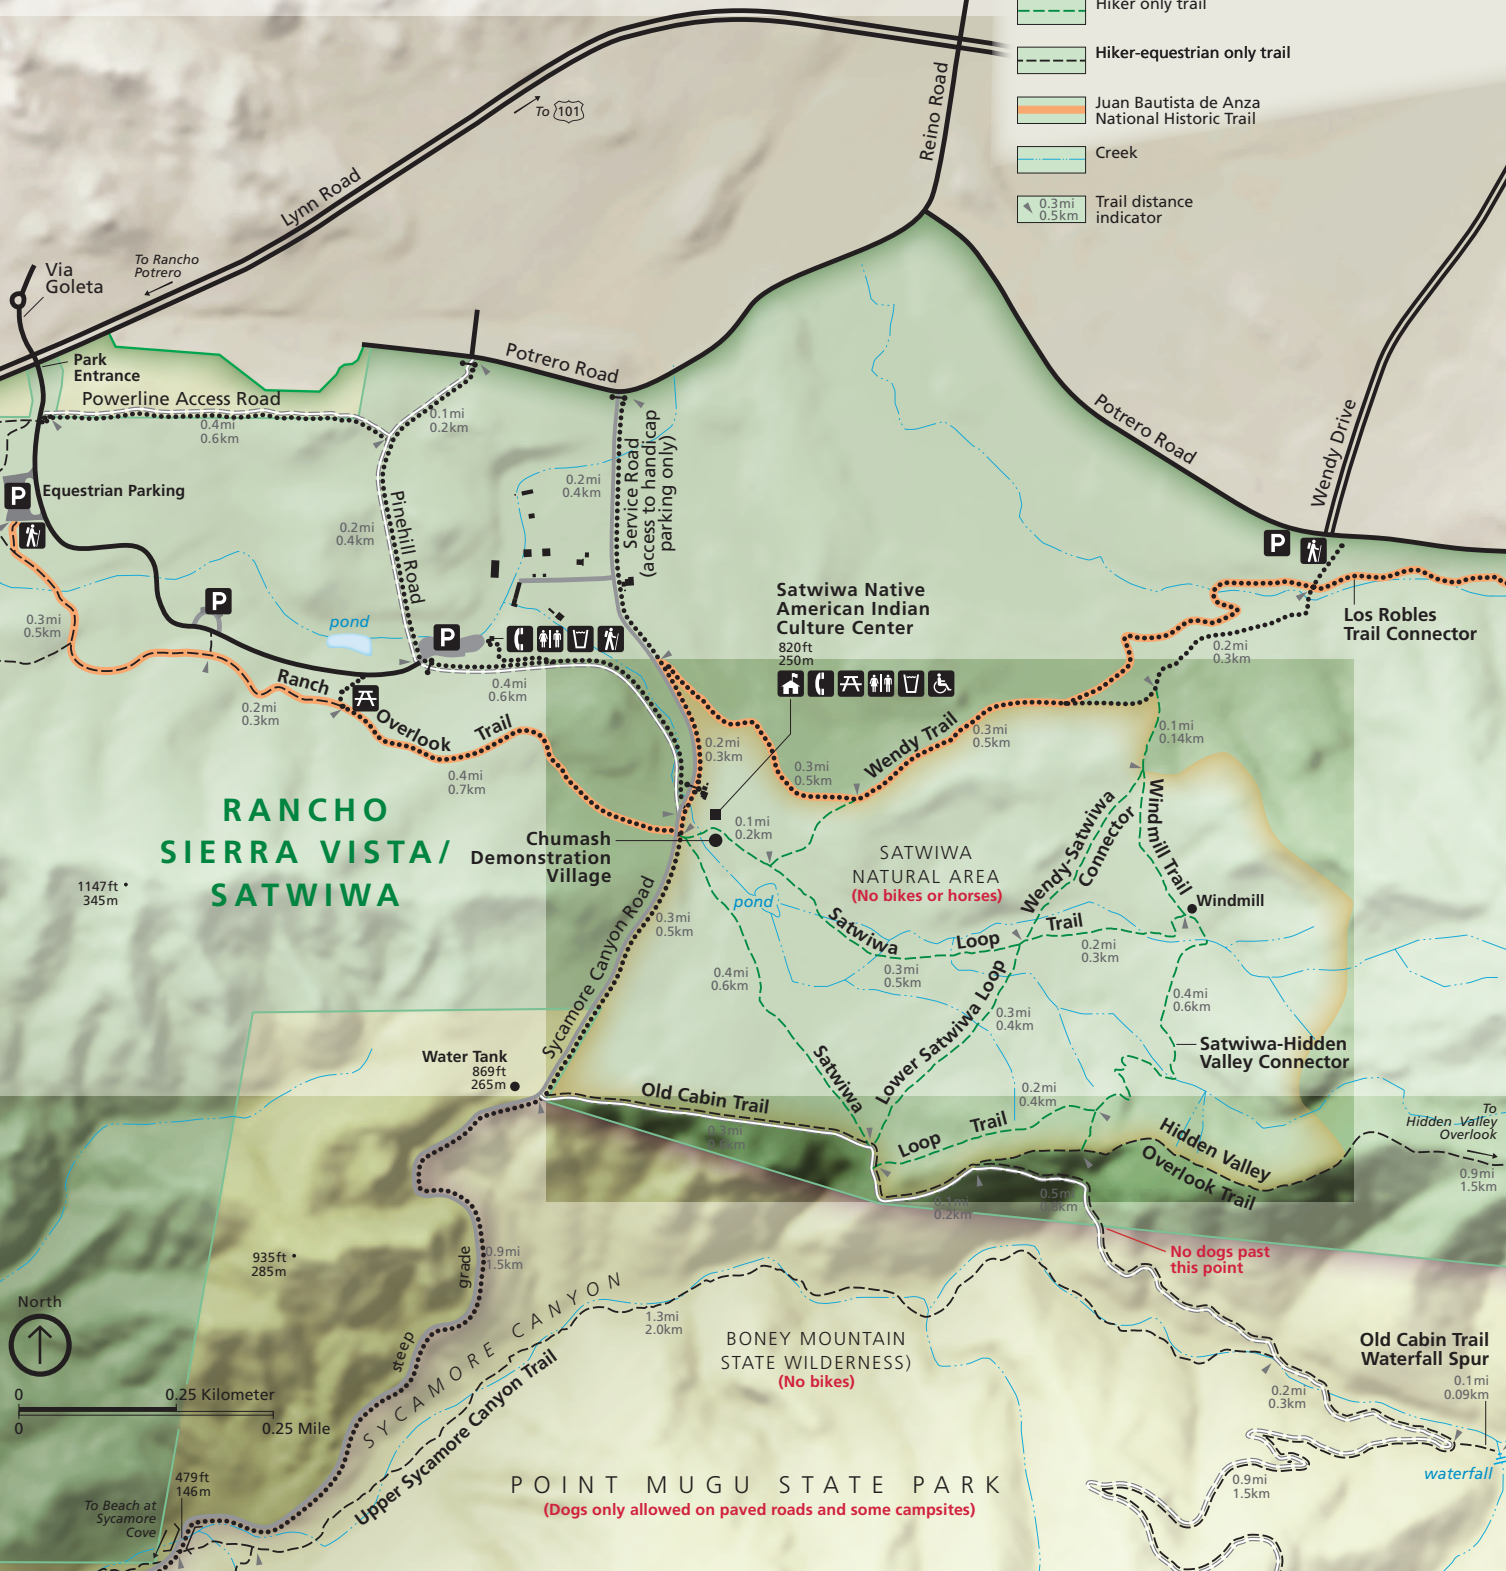 Hiker only trail
Hiker-equestrian only trail
Juan Bautista de Anza
National Historic Trail
Creek
0.3mi
0.5km
Trail distance
indicator
To 101
Reino Road
Lynn Road
To Rancho
Potrero
Via
Goleta
Park
Entrance
Powerline Access Road
0.4mi
0.6km
0.1mi
0.2km
Potrero Road
Potrero Road
Wendy Drive
P
Equestrian Parking
0.2mi
0.4km
Pinehill Road
0.2mi
0.4km
Service Road
(access to handicap
parking only)
P
Satwiwa Native
American Indian
Culture Center
820ft
250m
P
pond
P
0.3mi
0.5km
Los Robles
Trail Connector
0.2mi
0.3km
0.4mi
0.6km
Ranch
Overlook
Trail
0.2mi
0.3km
0.4mi
0.7km
0.2mi
0.3km
0.3mi
0.5km
Wendy Trail
0.3mi
0.5km
0.1mi
0.14km
RANCHO
SIERRA VISTA/
SATWIWA
1147ft
345m
Chumash
Demonstration
Village
0.1mi
0.2km
SATWIWA
NATURAL AREA
(No bikes or horses)
Wendy-Satwiwa
Connector
Windmill Trail
Windmill
pond
Satwiwa
Loop
Trail
0.3mi
0.5km
0.2mi
0.3km
0.3mi
0.5km
Sycamore Canyon Road
0.4mi
0.6km
Lower Satwiwa Loop
0.3mi
0.4km
0.4mi
0.6km
Satwiwa-Hidden
Valley Connector
Water Tank
869ft
265m
Old Cabin Trail
0.3mi
Satwiwa
Loop
Trail
0.2mi
0.4km
Hidden Valley
Overlook Trail
To
Hidden Valley
Overlook
0.9mi
1.5km
0.1mi
0.2km
0.5mi
0.8km
No dogs past
this point
935ft
285m
grade
steep
0.9mi
1.5km
SYCAMORE CANYON
1.3mi
2.0km
BONEY MOUNTAIN
STATE WILDERNESS)
(No bikes)
Upper Sycamore Canyon Trail
North
0
0.25 Kilometer
0
0.25 Mile
Old Cabin Trail
Waterfall Spur
0.1mi
0.09km
0.2mi
0.3km
0.9mi
1.5km
waterfall
479ft
146m
To Beach at
Sycamore
Cove
POINT MUGU STATE PARK
(Dogs only allowed on paved roads and some campsites)